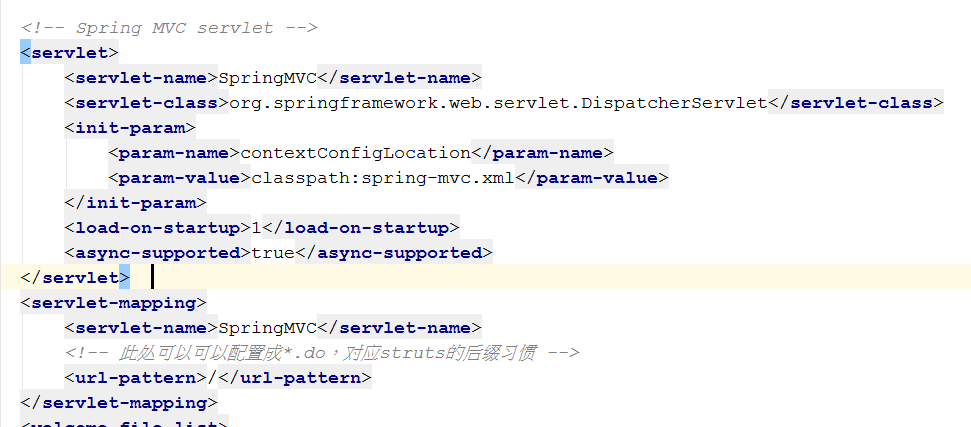 <!-- Spring MVC servlet -->
<servlet>
<servlet-name>SpringMVC</servlet-name>
<servlet-class>org.springframework.web.servlet.DispatcherServlet</servlet-class>
<init-param>
<param-name>contextConfigLocation</param-name>
<param-value>classpath:spring-mvc.xml</param-value>
</init-param>
<load-on-startup>1</load-on-startup>
<async-supported>true</async-supported>
</servlet>
<servlet-mapping>
<servlet-name>SpringMVC</servlet-name>
<!-- 此处可以可以配置成*.do，对应struts的后缀习惯 -->
<url-pattern>/</url-pattern>
</servlet-mapping>
<welcome-file-list>